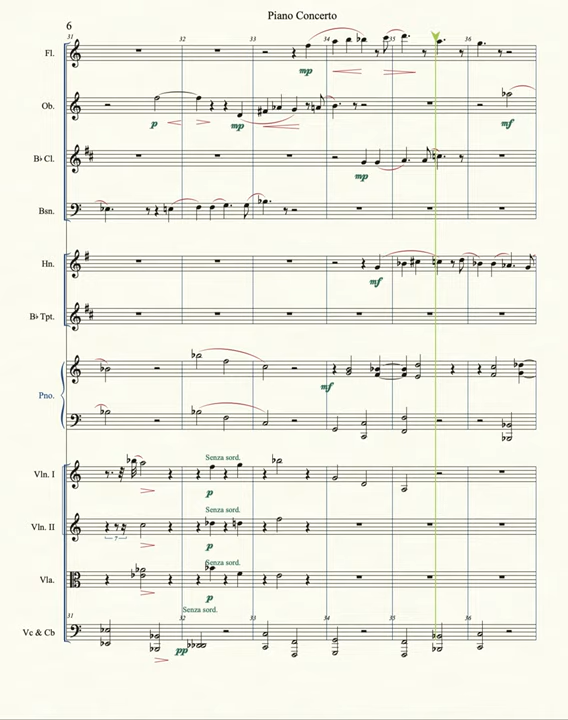 Piano Concerto
6
31 32 33 34 35 36
Fl.
mp
Ob.
p mp mf
B♭ Cl.
mp
Bsn.
Hn.
mf
B♭ Tpt.
Pno.
mf
Senza sord.
Vln. I
p
Senza sord.
Vln. II
7
p
Senza sord.
Vla.
p
Senza sord.
31 32 33 34 35 36
Vc & Cb
pp